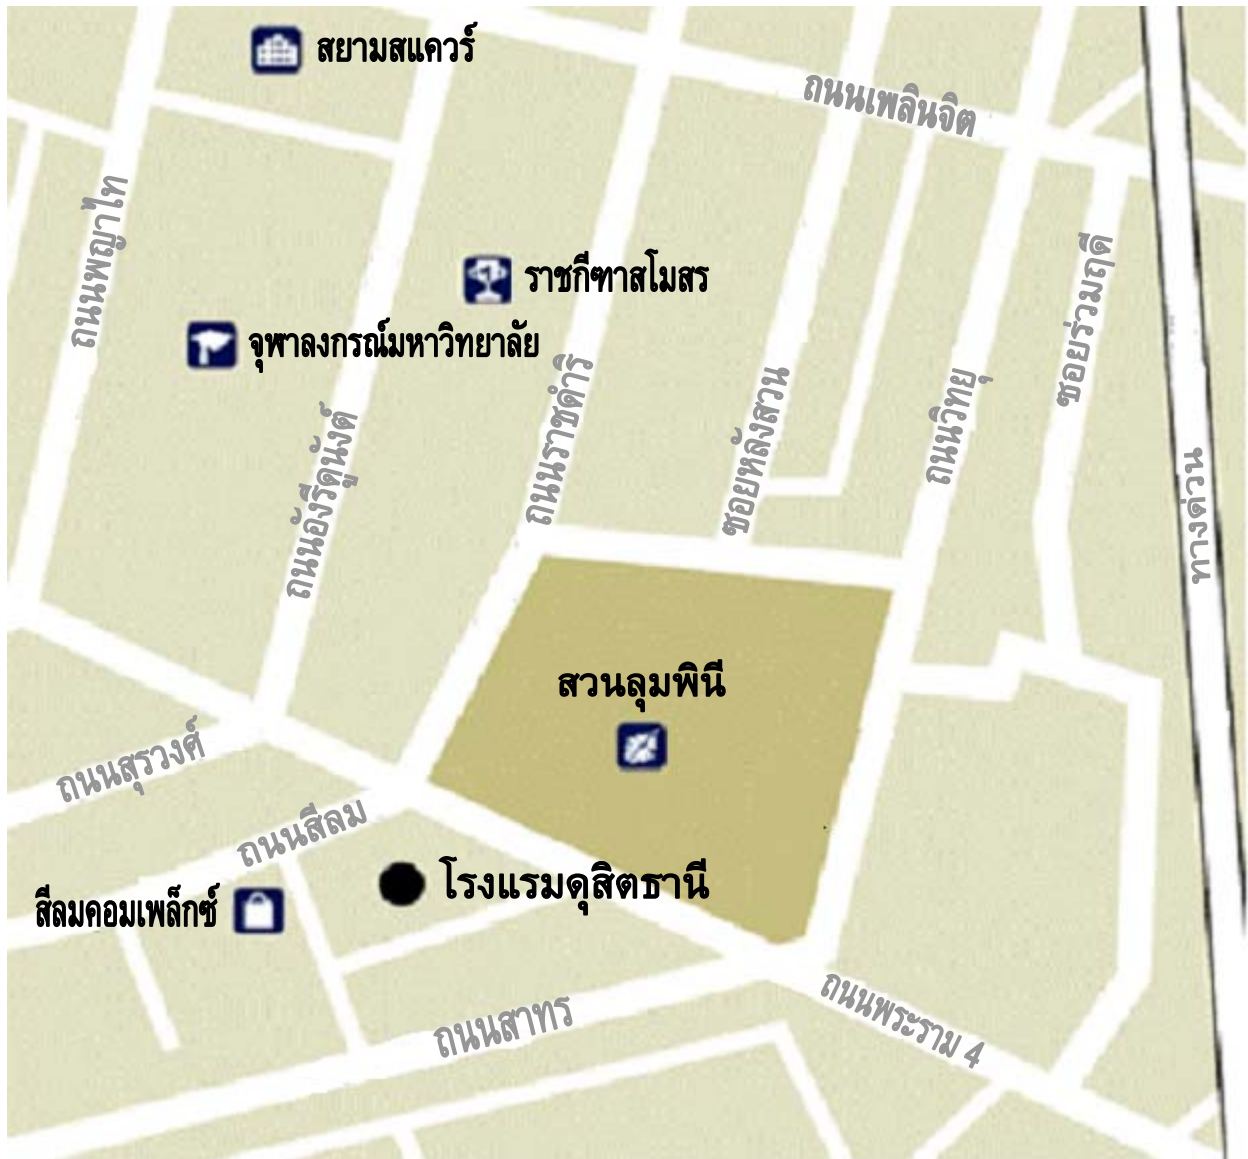 สยามสแควร์
ถนนเพลินจิต
ถนนพญาไท
ราชกีฑาสโมสร
ซอยร่วมฤดี
จุฬาลงกรณ์มหาวิทยาลัย
ถนนอังรีดูนังต์
ถนนราชดำริ
ซอยหลังสวน
ถนนวิทยุ
ทางด่วน
สวนลุมพินี
ถนนสุรวงศ์
ถนนสีลม
โรงแรมดุสิตธานี
สีลมคอมเพล็กซ์
ถนนสาทร
ถนนพระราม 4